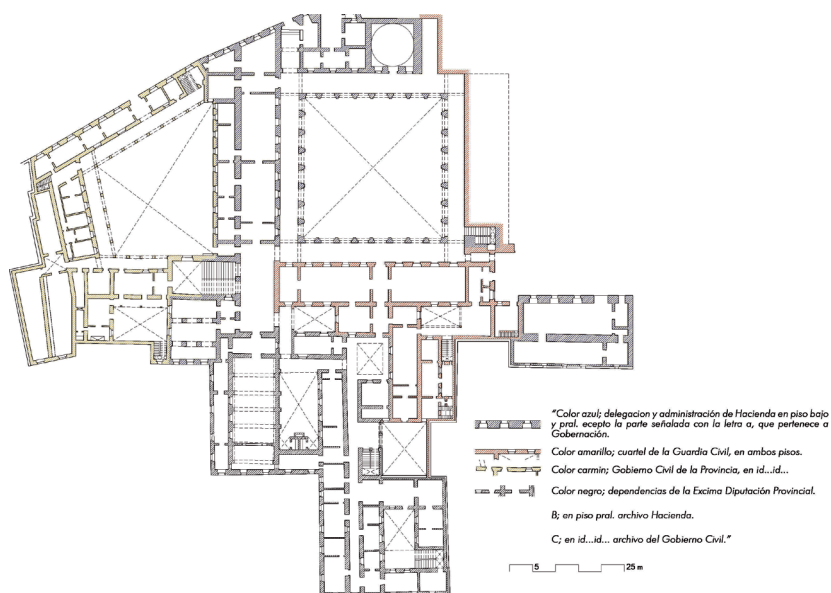 “Color azul; delegacion y administración de Hacienda en piso bajo
y pral. ecepto la parte señalada con la letra a, que pertenece a
Gobernación.
Color amarillo; cuartel de la Guardia Civil, en ambos pisos.
Color carmin; Gobierno Civil de la Provincia, en id...id...
Color negro; dependencias de la Excima Diputación Provincial.
B; en piso pral. archivo Hacienda.
C; en id...id... archivo del Gobierno Civil.”
5 25 m